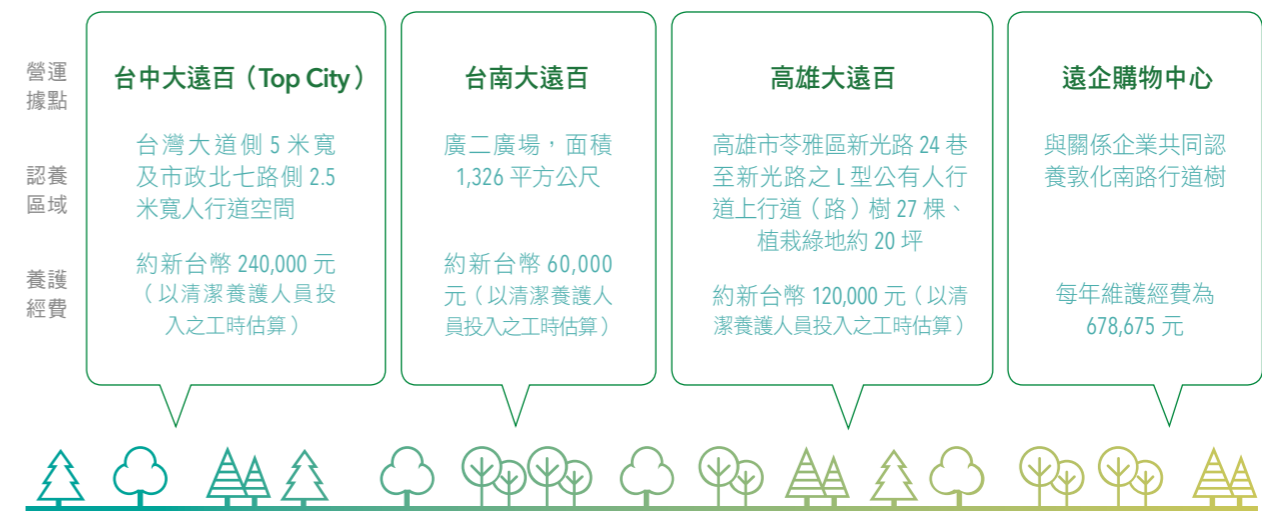 營運
據點
台中大遠百（Top City）
台南大遠百
高雄大遠百
遠企購物中心
認養
區域
台灣大道側 5 米寬
及市政北七路側 2.5
米寬人行道空間
廣二廣場，面積
1,326 平方公尺
高雄市苓雅區新光路 24 巷
至新光路之 L 型公有人行
道上行道（路）樹 27 棵、
植栽綠地約 20 坪
與關係企業共同認
養敦化南路行道樹
養護
經費
約新台幣 240,000 元
（以清潔養護人員投
入之工時估算）
約新台幣 60,000
元（以清潔養護人
員投入之工時估算）
約新台幣 120,000 元（以清
潔養護人員投入之工時估算）
每年維護經費為
678,675 元